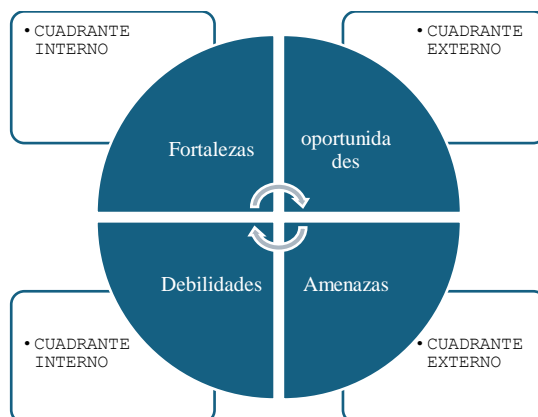 • CUADRANTE
INTERNO
• CUADRANTE
EXTERNO
Fortalezas
oportunida
des
Debilidades
Amenazas
• CUADRANTE
INTERNO
• CUADRANTE
EXTERNO